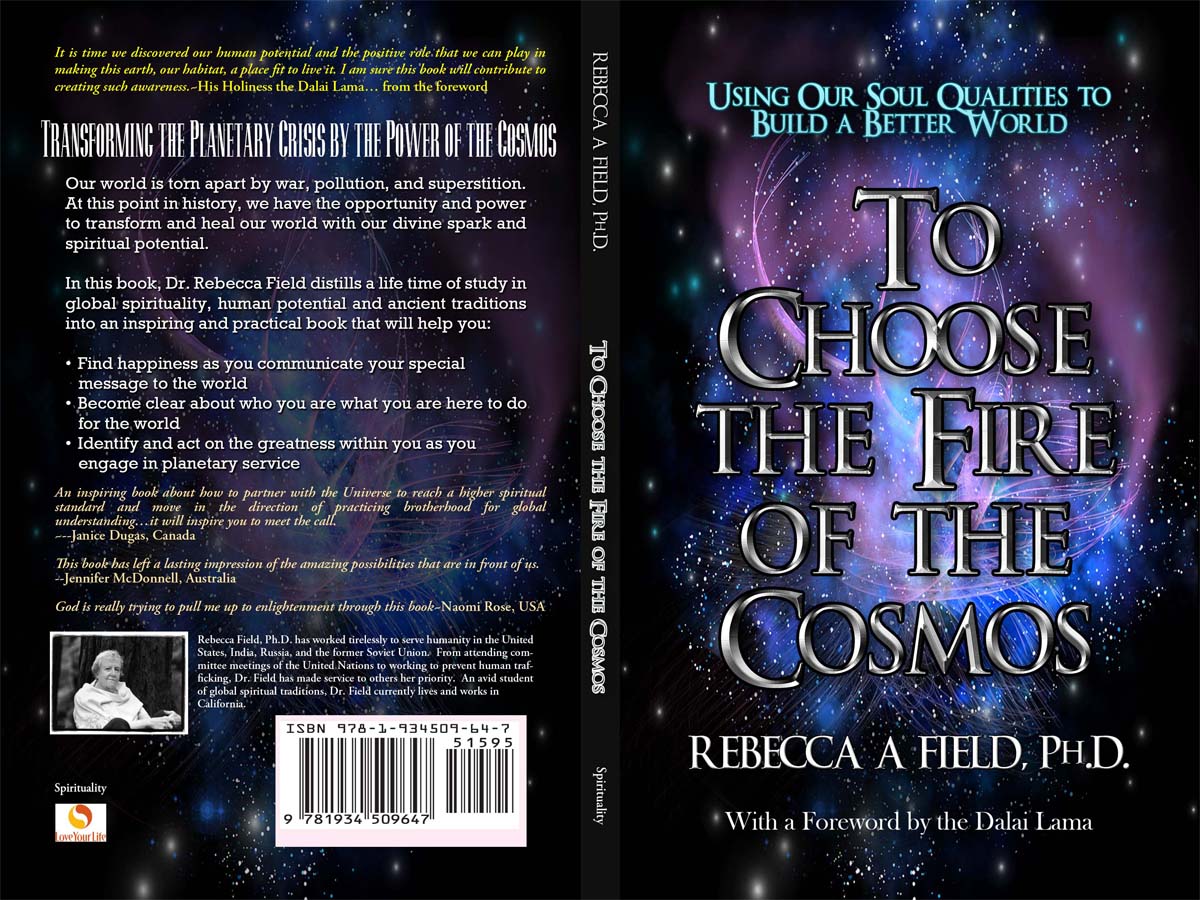 It is time we discovered our human potential and the positive role that we can play in
making this earth, our habitat, a place fit to live it. I am sure this book will contribute to
creating such awareness.~His Holiness the Dalai Lama… from the foreword
Transforming the Planetary Crisis by the Power of the Cosmos
Our world is torn apart by war, pollution, and superstition.
At this point in history, we have the opportunity and power
to transform and heal our world with our divine spark and
spiritual potential.
In this book, Dr. Rebecca Field distills a life time of study in
global spirituality, human potential and ancient traditions
into an inspiring and practical book that will help you:
• Find happiness as you communicate your special
message to the world
• Become clear about who you are what you are here to do
for the world
• Identify and act on the greatness within you as you
engage in planetary service
An inspiring book about how to partner with the Universe to reach a higher spiritual
standard and move in the direction of practicing brotherhood for global
understanding…it will inspire you to meet the call.
~--Janice Dugas, Canada
This book has left a lasting impression of the amazing possibilities that are in front of us.
~-Jennifer McDonnell, Australia
God is really trying to pull me up to enlightenment through this book~Naomi Rose, USA
Rebecca Field, Ph.D. has worked tirelessly to serve humanity in the United
States, India, Russia, and the former Soviet Union. From attending com-
mittee meetings of the United Nations to working to prevent human traf-
ficking, Dr. Field has made service to others her priority. An avid student
of global spiritual traditions, Dr. Field currently lives and works in
California.
ISBN 978-1-934509-64-7
51595
9 781934 509647
Spirituality
LoveYourLife
REBECCA A FIELD, PH.D.
To Choose the Fire of the Cosmos
Spirituality
Using Our Soul Qualities to
Build a Better World
To
Choose
the Fire
of the
Cosmos
REBECCA A FIELD, PH.D.
With a Foreword by the Dalai Lama